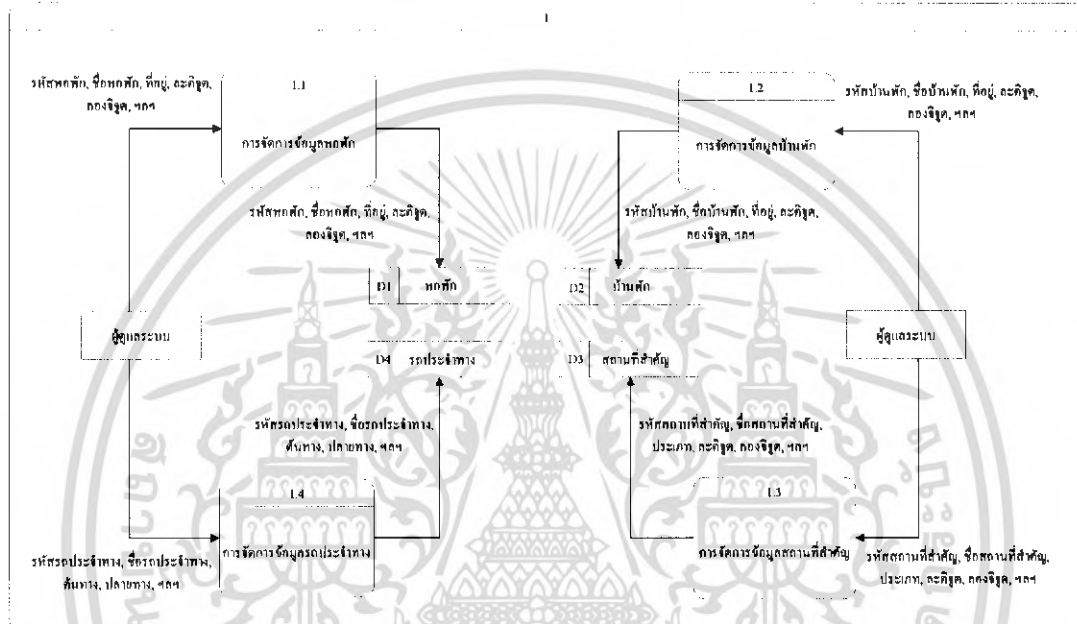 1
รหัสหอพัก, ชื่อหอพัก, ที่อยู่, ละติจูด,
ลองจิจูด, ฯลฯ
1.1
การจัดการข้อมูลหอพัก
1.2
การจัดการข้อมูลบ้านพัก
รหัสบ้านพัก, ชื่อบ้านพัก, ที่อยู่, ละติจูด,
ลองจิจูด, ฯลฯ
รหัสหอพัก, ชื่อหอพัก, ที่อยู่, ละติจูด,
ลองจิจูด, ฯลฯ
รหัสบ้านพัก, ชื่อบ้านพัก, ที่อยู่, ละติจูด,
ลองจิจูด, ฯลฯ
D1 หอพัก
D2 บ้านพัก
ผู้ดูแลระบบ
ผู้ดูแลระบบ
D4 รถประจำทาง
D3 สถานที่สำคัญ
รหัสรถประจำทาง, ชื่อรถประจำทาง,
ต้นทาง, ปลายทาง, ฯลฯ
รหัสสถานที่สำคัญ, ชื่อสถานที่สำคัญ,
ประเภท, ละติจูด, ลองจิจูด, ฯลฯ
1.4
การจัดการข้อมูลรถประจำทาง
1.3
การจัดการข้อมูลสถานที่สำคัญ
รหัสรถประจำทาง, ชื่อรถประจำทาง,
ต้นทาง, ปลายทาง, ฯลฯ
รหัสสถานที่สำคัญ, ชื่อสถานที่สำคัญ,
ประเภท, ละติจูด, ลองจิจูด, ฯลฯ